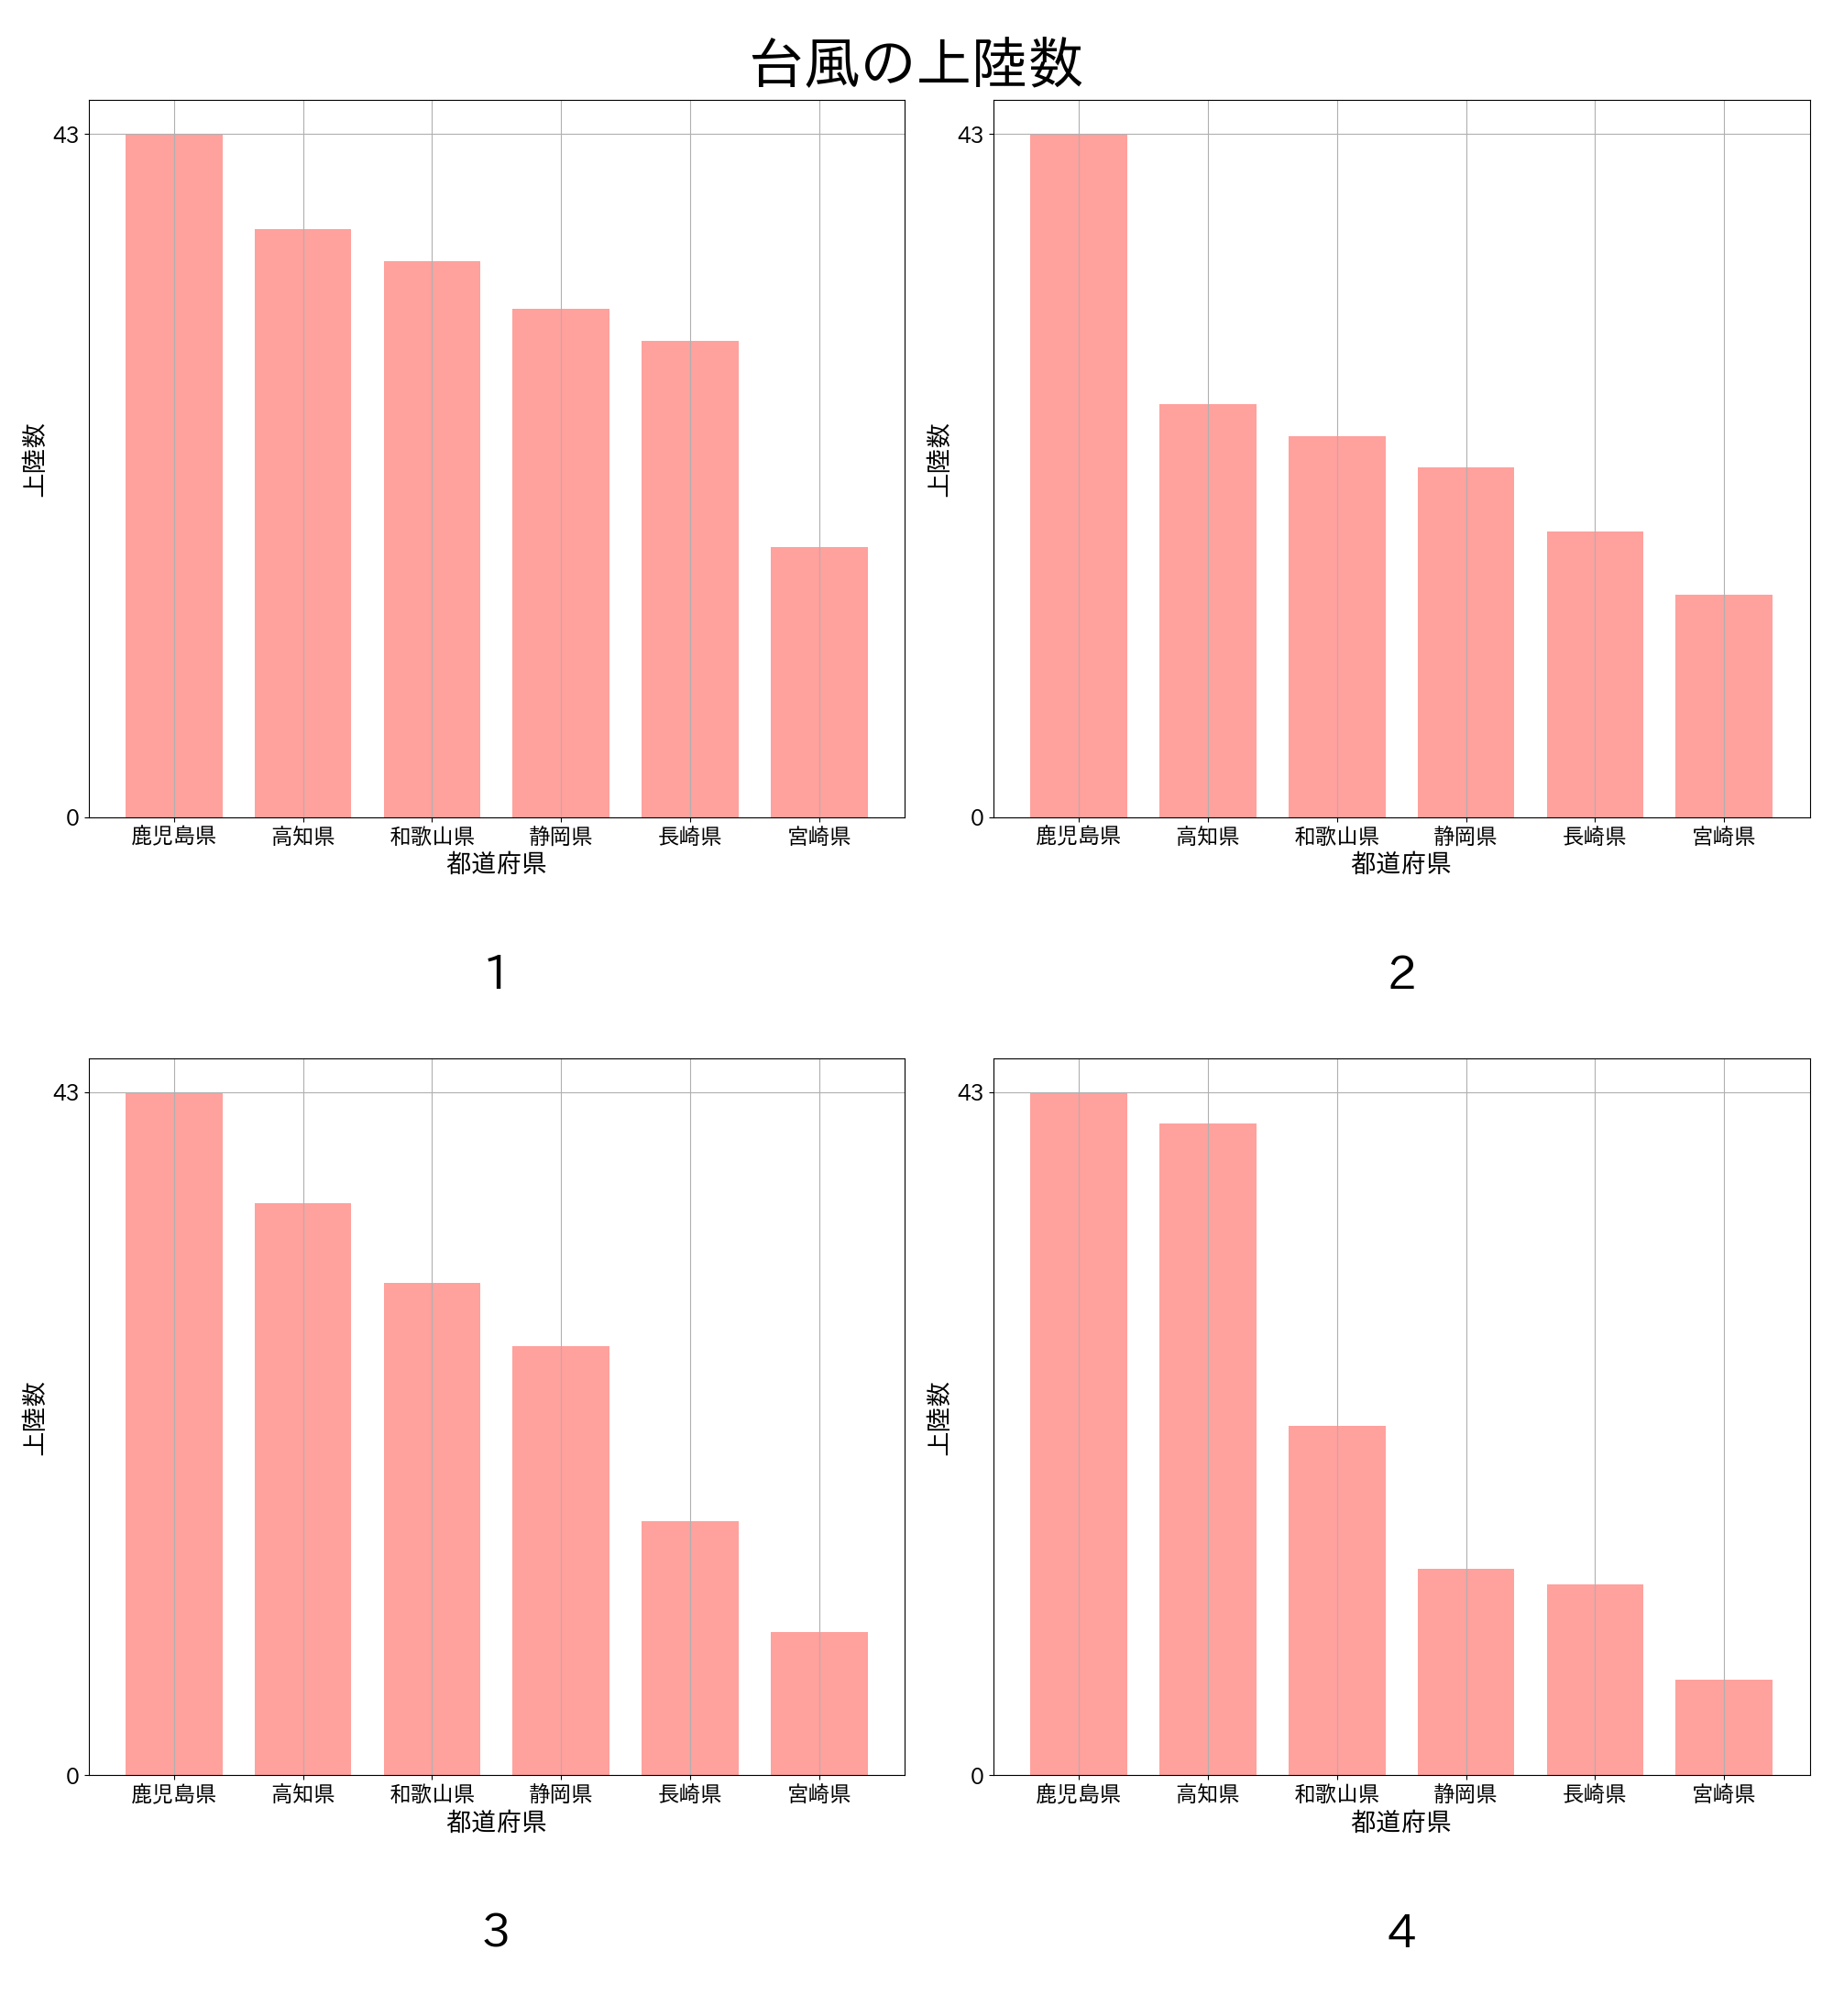 台風の上陸数
43
0
上陸数
鹿児島県 高知県 和歌山県 静岡県 長崎県 宮崎県
都道府県
1
43
0
上陸数
鹿児島県 高知県 和歌山県 静岡県 長崎県 宮崎県
都道府県
2
43
0
上陸数
鹿児島県 高知県 和歌山県 静岡県 長崎県 宮崎県
都道府県
3
43
0
上陸数
鹿児島県 高知県 和歌山県 静岡県 長崎県 宮崎県
都道府県
4